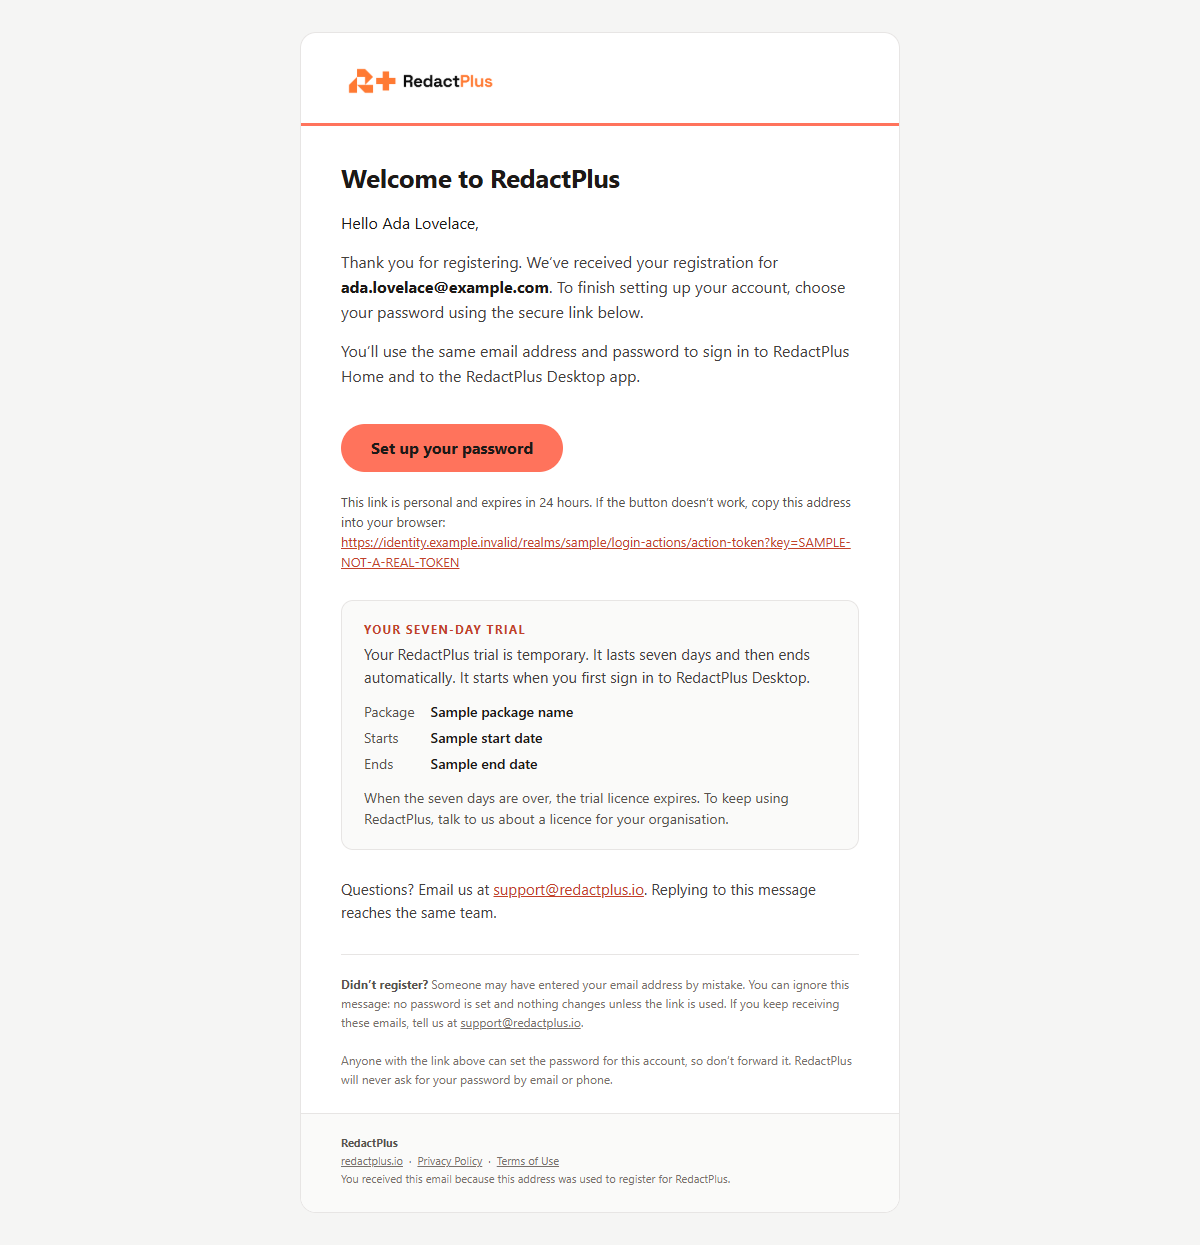 RedactPlus
Welcome to RedactPlus
Hello Ada Lovelace,
Thank you for registering. We’ve received your registration for
ada.lovelace@example.com. To finish setting up your account, choose
your password using the secure link below.
You’ll use the same email address and password to sign in to RedactPlus
Home and to the RedactPlus Desktop app.
Set up your password
This link is personal and expires in 24 hours. If the button doesn’t work, copy this address
into your browser:
https://identity.example.invalid/realms/sample/login-actions/action-token?key=SAMPLE-
NOT-A-REAL-TOKEN
YOUR SEVEN-DAY TRIAL
Your RedactPlus trial is temporary. It lasts seven days and then ends
automatically. It starts when you first sign in to RedactPlus Desktop.
Package Sample package name
Starts Sample start date
Ends Sample end date
When the seven days are over, the trial licence expires. To keep using
RedactPlus, talk to us about a licence for your organisation.
Questions? Email us at support@redactplus.io. Replying to this message
reaches the same team.
Didn’t register? Someone may have entered your email address by mistake. You can ignore this
message: no password is set and nothing changes unless the link is used. If you keep receiving
these emails, tell us at support@redactplus.io.
Anyone with the link above can set the password for this account, so don’t forward it. RedactPlus
will never ask for your password by email or phone.
RedactPlus
redactplus.io · Privacy Policy · Terms of Use
You received this email because this address was used to register for RedactPlus.